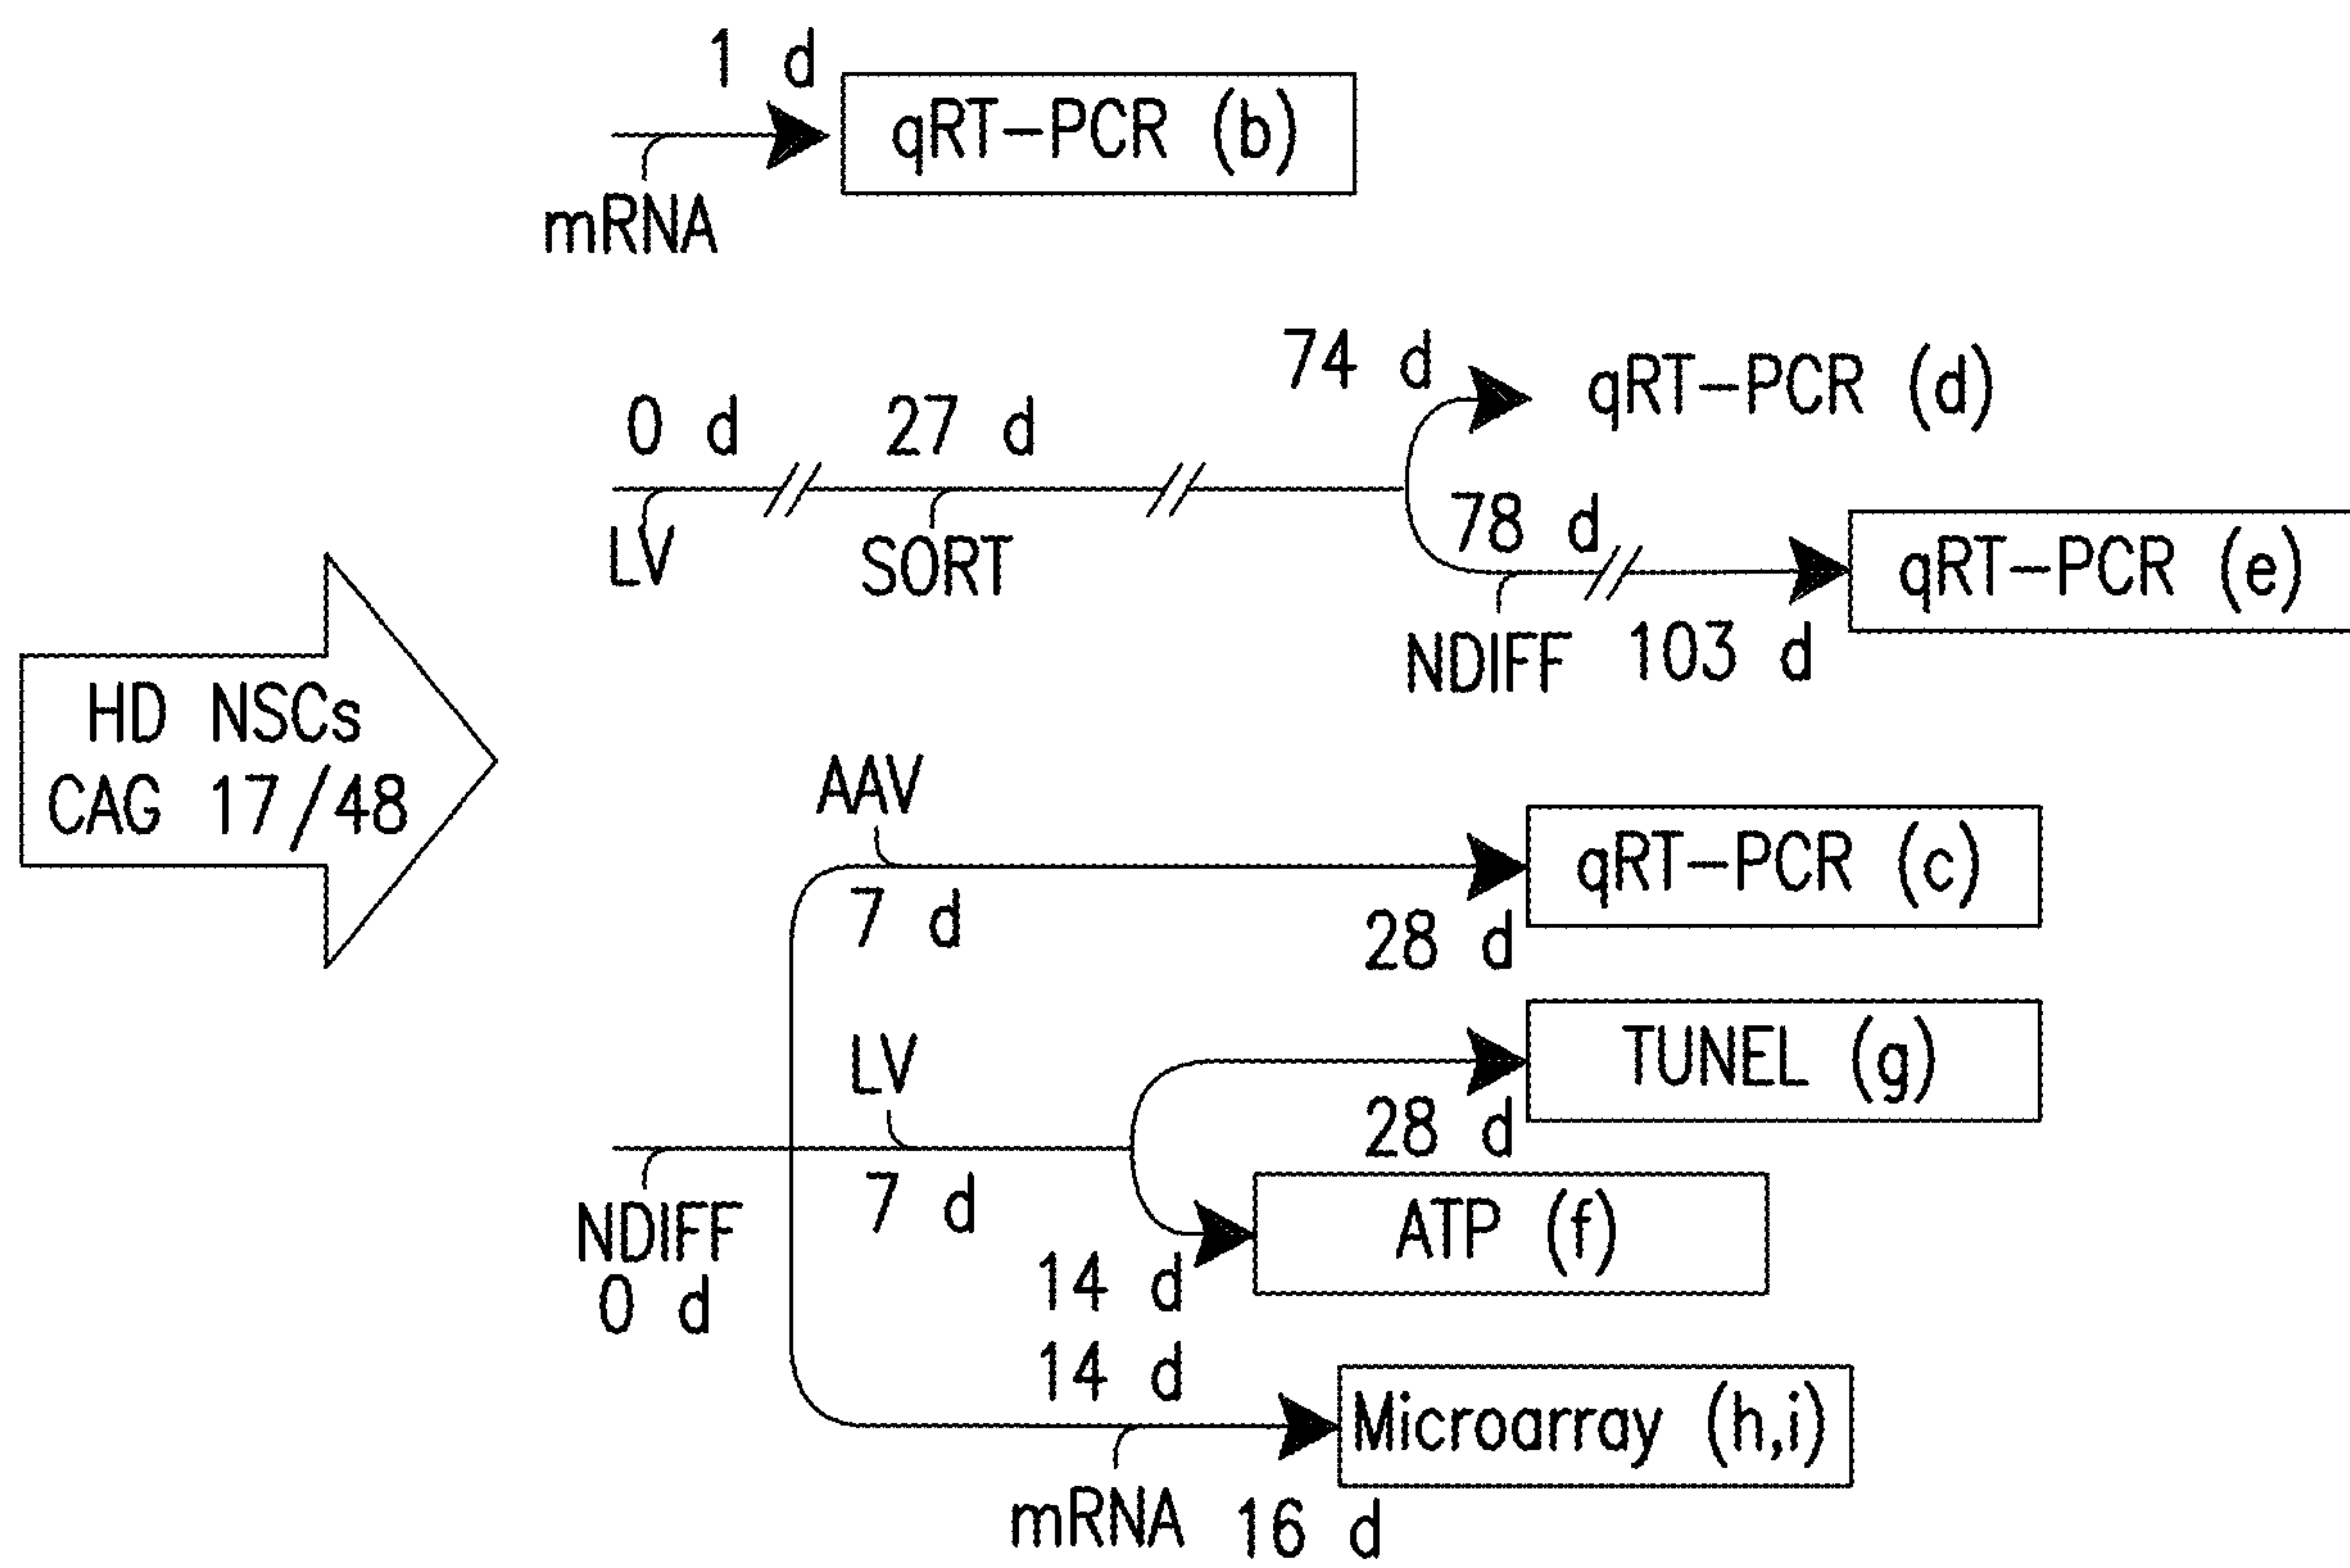 1 d
qRT-PCR (b)
mRNA
74 d
qRT-PCR (d)
0 d
27 d
LV
SORT
78 d
qRT-PCR (e)
NDIFF
103 d
HD NSCs
CAG 17/48
AAV
7 d
qRT-PCR (c)
28 d
LV
7 d
TUNEL (g)
28 d
NDIFF
0 d
ATP (f)
14 d
14 d
Microarray (h,i)
mRNA
16 d